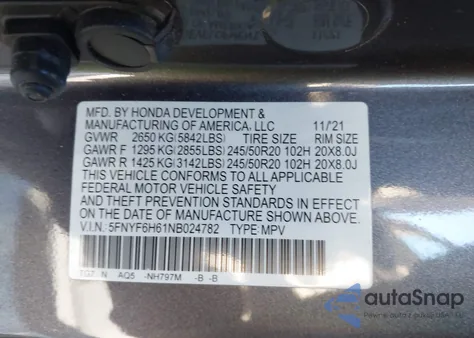 MFD. BY HONDA DEVELOPMENT &
MANUFACTURING OF AMERICA, LLC 11/'21
GVWR 2650 KG(5842LBS) TIRE SIZE RIM SIZE
GAWR F 1295 KG(2855LBS) 245/50R20 102H 20X8.0J
GAWR R 1425 KG(3142LBS) 245/50R20 102H 20X8.0J
THIS VEHICLE CONFORMS TO ALL APPLICABLE
FEDERAL MOTOR VEHICLE SAFETY
AND THEFT PREVENTION STANDARDS IN EFFECT ON THE
DATE OF MANUFACTURE SHOWN ABOVE.
V.I.N.: 5FNYF6H61NB024782 TYPE: MPV
AQ5 -NH797M -B -B
autoSnap